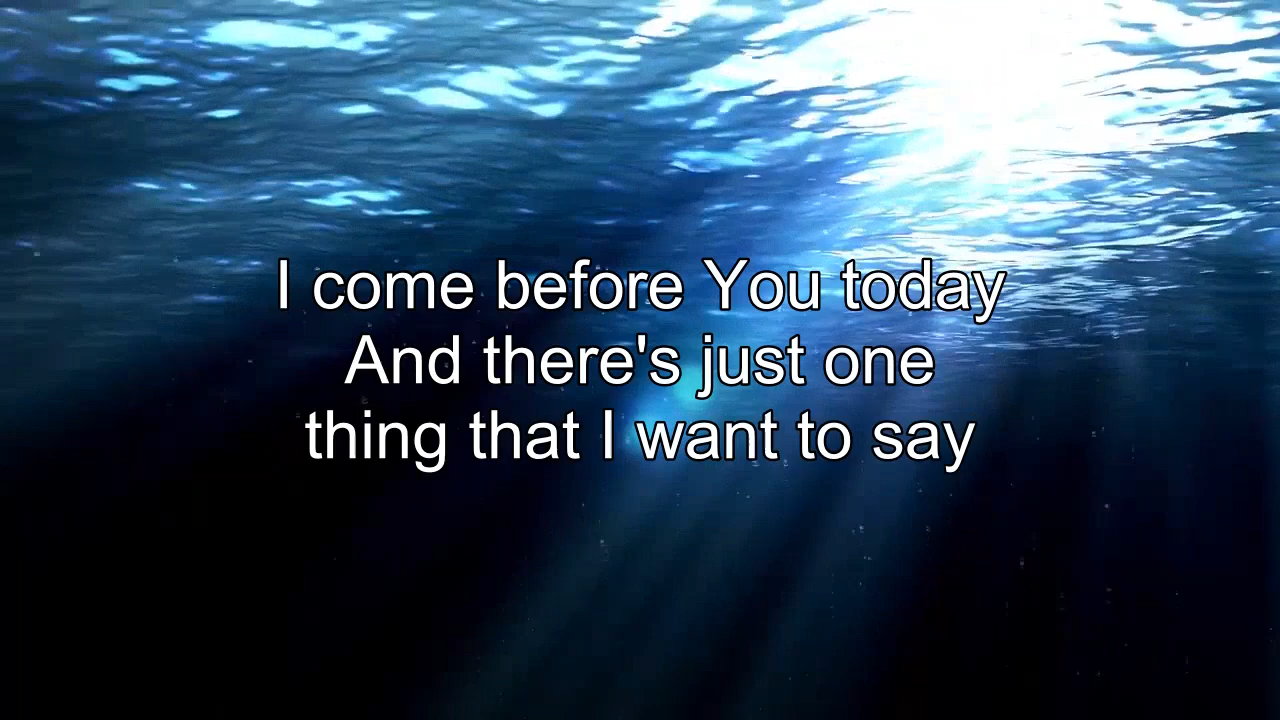 I come before You today
And there's just one
thing that I want to say